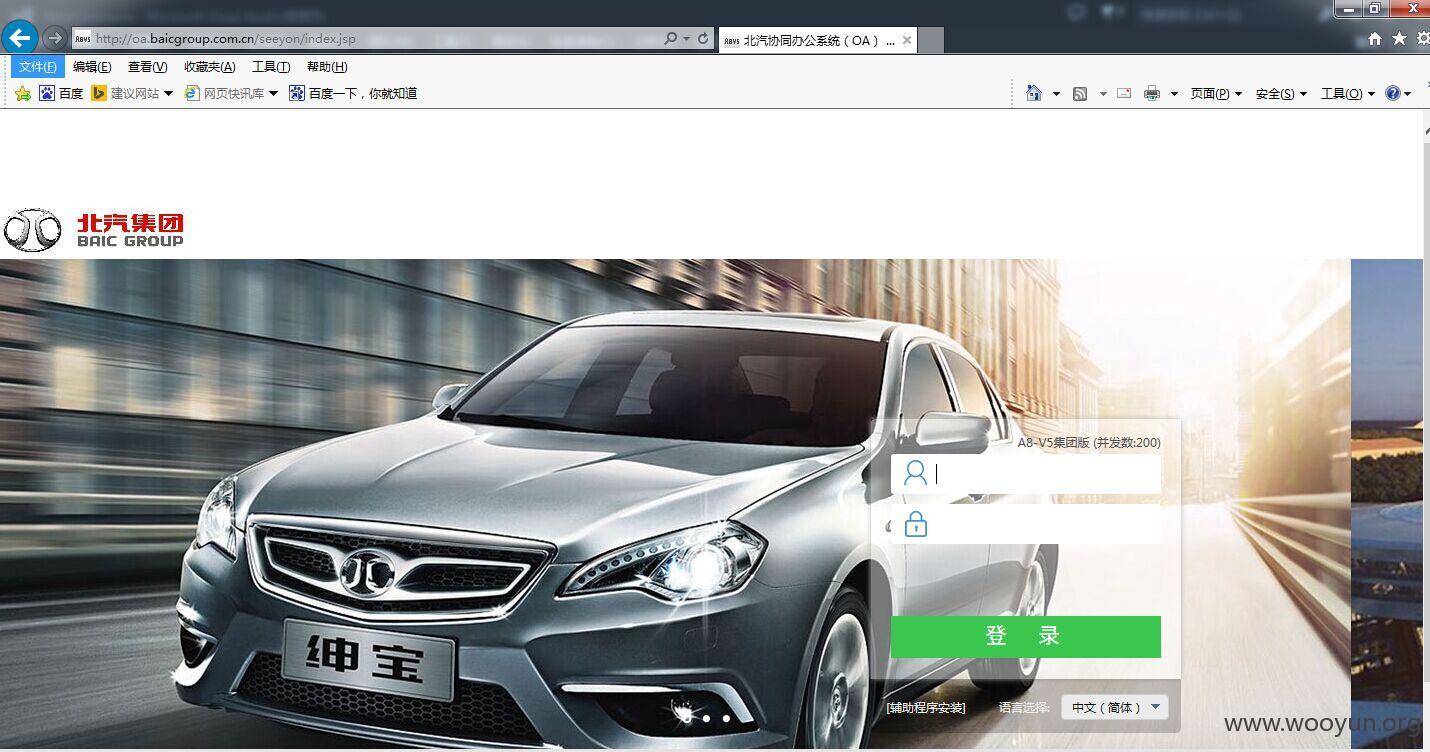 http://oa.baicgroup.com.cn/seeyon/index.jsp
A8V5 北汽协同办公系统（OA） ...
文件(F) 编辑(E) 查看(V) 收藏夹(A) 工具(T) 帮助(H)
百度 建议网站 网页快讯库 百度一下，你就知道
页面(P) 安全(S) 工具(O)
北汽集团
BAIC GROUP
A8-V5集团版 (并发数:200)
登 录
绅宝
[辅助程序安装] 语言选择: 中文（简体）
www.wooyun.org